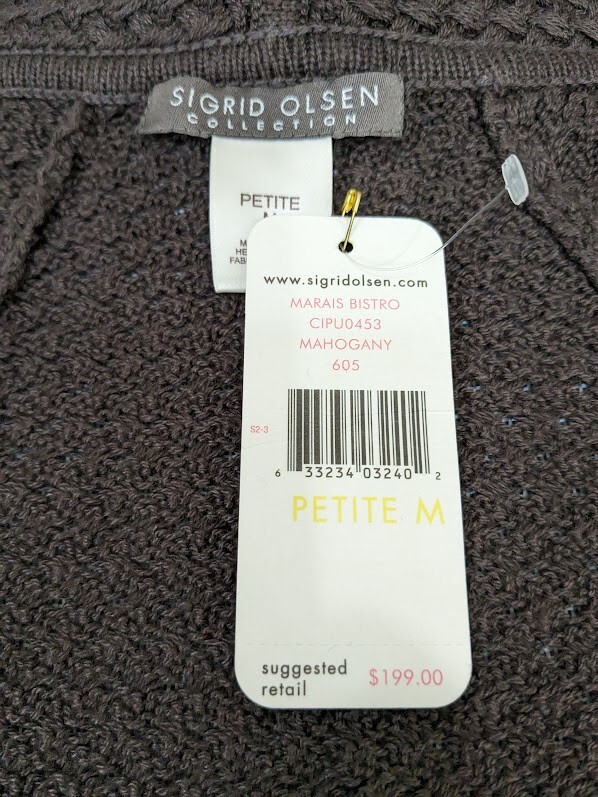 SIGRID OLSEN
COLLECTION
PETITE
www.sigridolsen.com
MARAIS BISTRO
CIPU0453
MAHOGANY
605
S2-3
6 33234 03240 2
PETITE M
suggested
retail $199.00